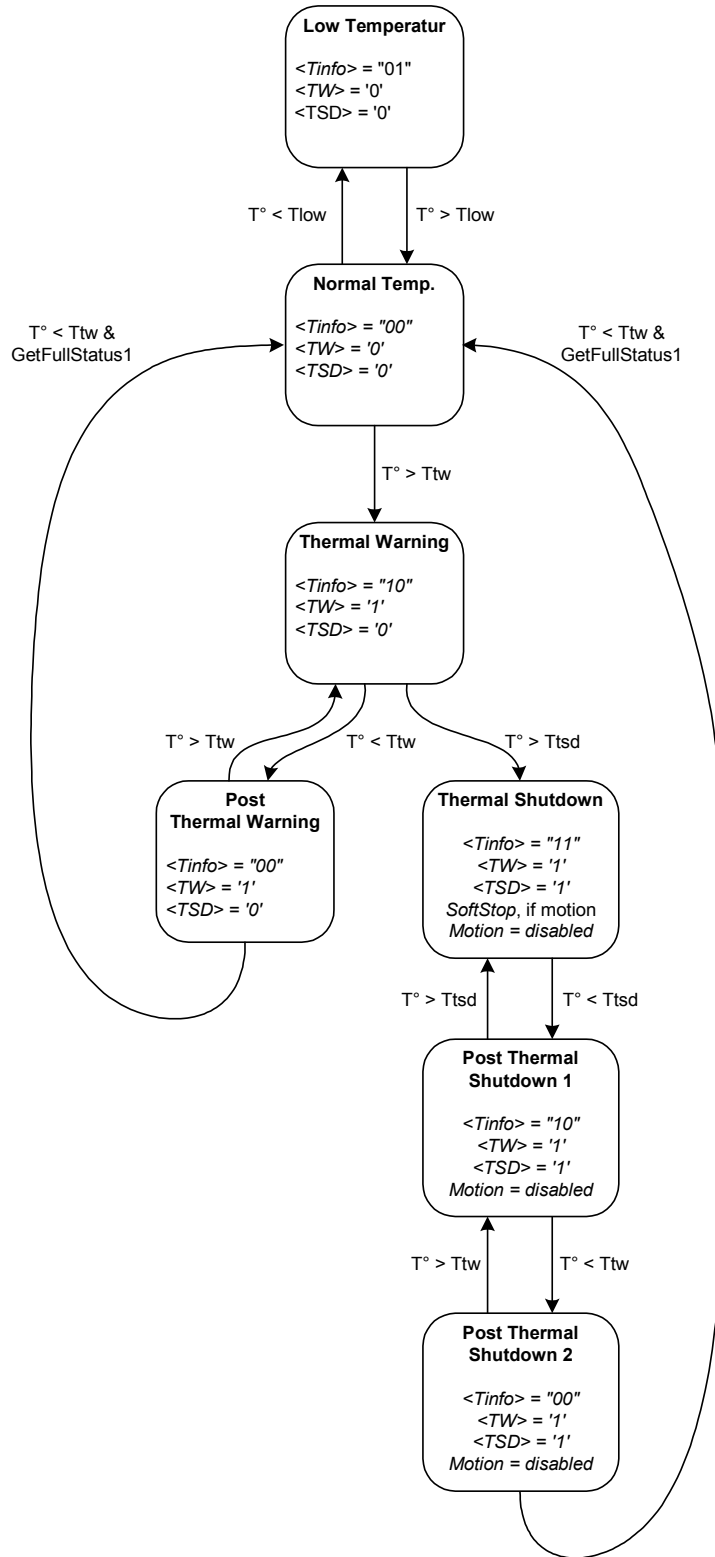 Low Temperatur
<Tinfo> = "01"
<TW> = '0'
<TSD> = '0'
T° < Tlow
T° > Tlow
Normal Temp.
<Tinfo> = "00"
<TW> = '0'
<TSD> = '0'
T° < Ttw &
GetFullStatus1
T° < Ttw &
GetFullStatus1
T° > Ttw
Thermal Warning
<Tinfo> = "10"
<TW> = '1'
<TSD> = '0'
T° > Ttw
T° < Ttw
T° > Ttsd
Post
Thermal Warning
<Tinfo> = "00"
<TW> = '1'
<TSD> = '0'
Thermal Shutdown
<Tinfo> = "11"
<TW> = '1'
<TSD> = '1'
SoftStop, if motion
Motion = disabled
T° > Ttsd
T° < Ttsd
Post Thermal
Shutdown 1
<Tinfo> = "10"
<TW> = '1'
<TSD> = '1'
Motion = disabled
T° > Ttw
T° < Ttw
Post Thermal
Shutdown 2
<Tinfo> = "00"
<TW> = '1'
<TSD> = '1'
Motion = disabled